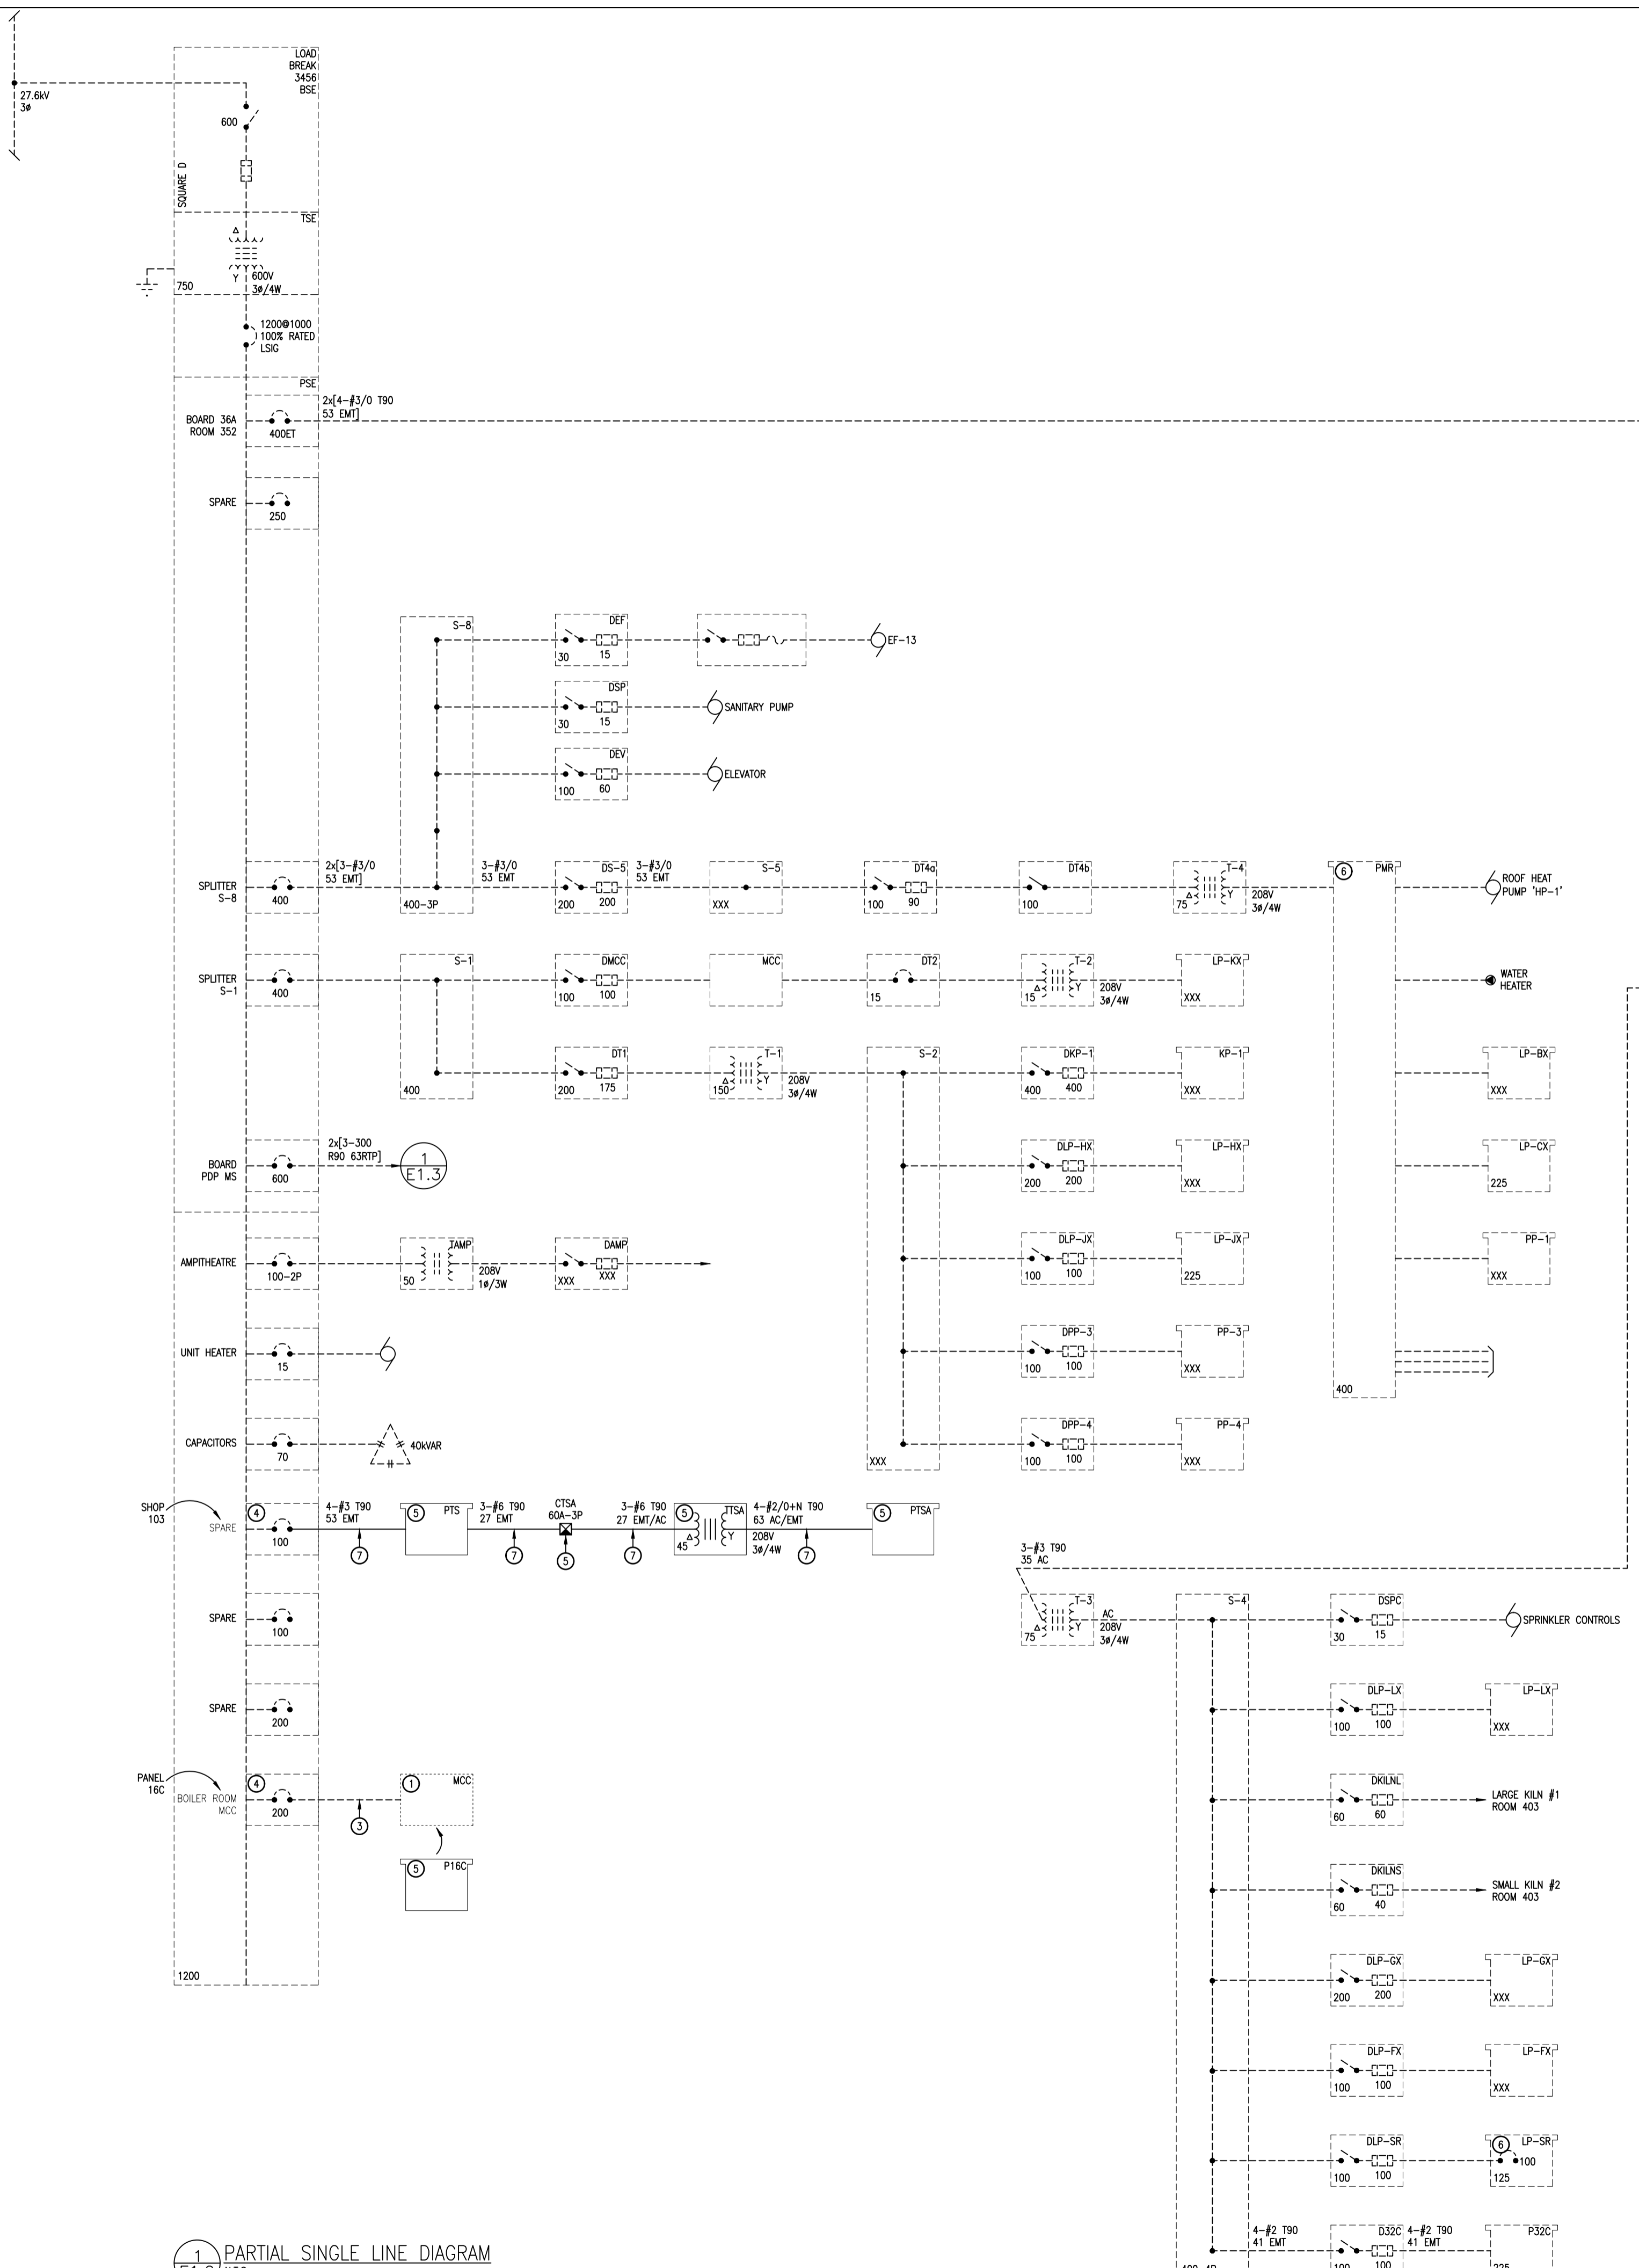 27.6kV
3ø
LOAD
BREAK
3456
BSE
600
SQUARE D
TSE
Δ
Y
600V
3ø/4W
750
1200@1000
100% RATED
LSIG
PSE
BOARD 36A
ROOM 352
400ET
2x[4-#3/0 T90
53 EMT]
SPARE
250
S-8
DEF
30
15
EF-13
DSP
30
15
SANITARY PUMP
DEV
100
60
ELEVATOR
SPLITTER
S-8
400
2x[3-#3/0
53 EMT]
400-3P
3-#3/0
53 EMT
DS-5
200
200
3-#3/0
53 EMT
S-5
XXX
DT4a
100
90
DT4b
100
T-4
75
Δ
Y
208V
3ø/4W
6
PMR
400
ROOF HEAT
PUMP 'HP-1'
SPLITTER
S-1
400
S-1
400
DMCC
100
100
MCC
DT2
15
T-2
15
Δ
Y
208V
3ø/4W
LP-KX
XXX
WATER
HEATER
DT1
200
175
T-1
150
Δ
Y
208V
3ø/4W
S-2
XXX
DKP-1
400
400
KP-1
XXX
LP-BX
XXX
BOARD
PDP MS
600
2x[3-300
R90 63RTP]
1
E1.3
DLP-HX
200
200
LP-HX
XXX
LP-CX
225
AMPITHEATRE
100-2P
TAMP
50
208V
1ø/3W
DAMP
XXX
XXX
DLP-JX
100
100
LP-JX
225
PP-1
XXX
UNIT HEATER
15
DPP-3
100
100
PP-3
XXX
CAPACITORS
70
40kVAR
DPP-4
100
100
PP-4
XXX
SHOP
103
SPARE
4
100
4-#3 T90
53 EMT
7
5
PTS
3-#6 T90
27 EMT
7
CTSA
60A-3P
5
3-#6 T90
27 EMT/AC
7
5
TTSA
45
Δ
Y
4-#2/0+N T90
63 AC/EMT
208V
3ø/4W
7
5
PTSA
3-#3 T90
35 AC
SPARE
100
T-3
75
Δ
Y
AC
208V
3ø/4W
S-4
DSPC
30
15
SPRINKLER CONTROLS
SPARE
200
DLP-LX
100
100
LP-LX
XXX
PANEL
16C
BOILER ROOM
MCC
4
200
3
1
MCC
DKILNL
60
60
LARGE KILN #1
ROOM 403
5
P16C
DKILNS
60
40
SMALL KILN #2
ROOM 403
1200
DLP-GX
200
200
LP-GX
XXX
DLP-FX
100
100
LP-FX
XXX
DLP-SR
100
100
6
LP-SR
100
125
4-#2 T90
41 EMT
D32C
100
4-#2 T90
41 EMT
P32C
1
PARTIAL SINGLE LINE DIAGRAM